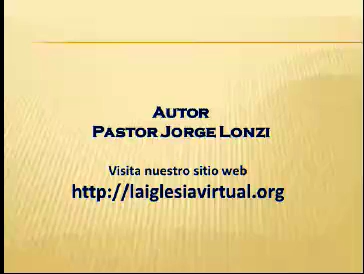 AUTOR
PASTOR JORGE LONZI
Visita nuestro sitio web
http://laiglesiavirtual.org